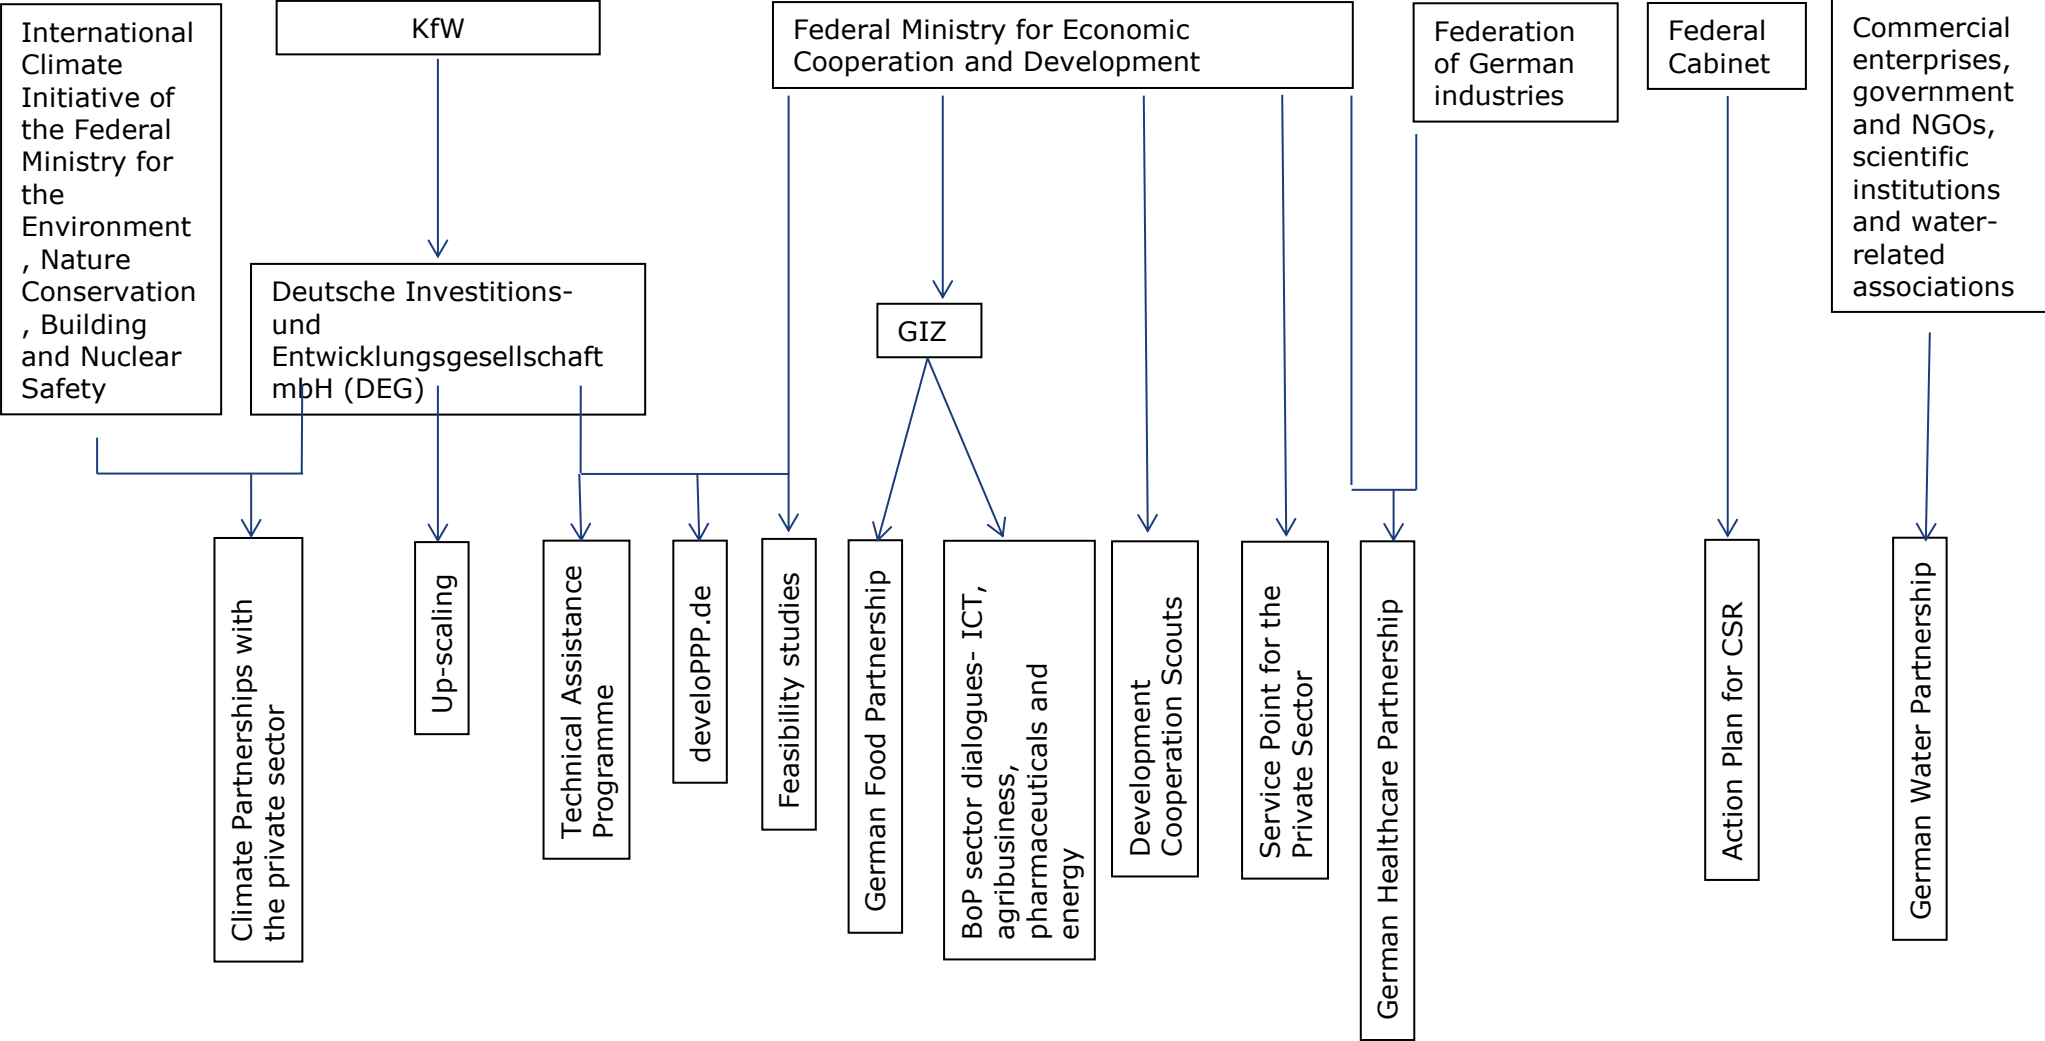 International
Climate
Initiative of
the Federal
Ministry for
the
Environment
, Nature
Conservation
, Building
and Nuclear
Safety
KfW
Federal Ministry for Economic
Cooperation and Development
Federation
of German
industries
Federal
Cabinet
Commercial
enterprises,
government
and NGOs,
scientific
institutions
and water-
related
associations
Deutsche Investitions-
und
Entwicklungsgesellschaft
mbH (DEG)
GIZ
Climate Partnerships with
the private sector
Up-scaling
Technical Assistance
Programme
develoPPP.de
Feasibility studies
German Food Partnership
BoP sector dialogues- ICT,
agribusiness,
pharmaceuticals and
energy
Development
Cooperation Scouts
Service Point for the
Private Sector
German Healthcare Partnership
Action Plan for CSR
German Water Partnership